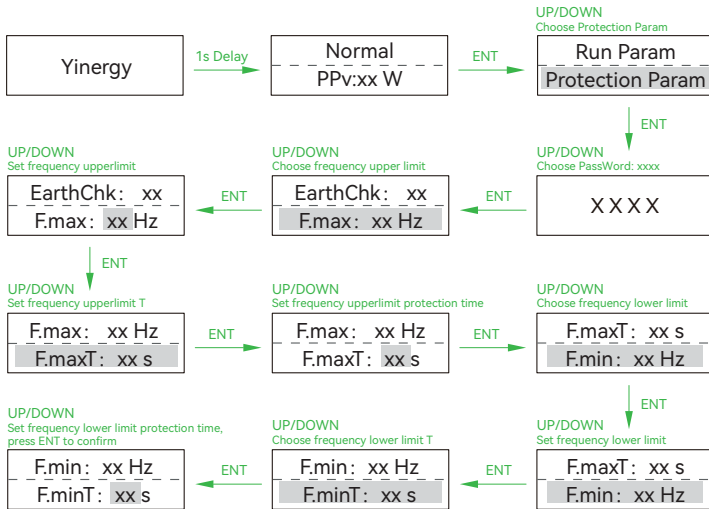 Yinergy
1s Delay
Normal
PPv:xx W
ENT
UP/DOWN
Choose Protection Param
Run Param
Protection Param
ENT
UP/DOWN
Choose PassWord: xxxx
X X X X
ENT
UP/DOWN
Choose frequency upper limit
EarthChk: xx
F.max: xx Hz
ENT
UP/DOWN
Set frequency upperlimit
EarthChk: xx
F.max: xx Hz
ENT
UP/DOWN
Set frequency upperlimit T
F.max: xx Hz
F.maxT: xx s
ENT
UP/DOWN
Set frequency upperlimit protection time
F.max: xx Hz
F.maxT: xx s
ENT
UP/DOWN
Choose frequency lower limit
F.maxT: xx s
F.min: xx Hz
ENT
UP/DOWN
Set frequency lower limit
F.maxT: xx s
F.min: xx Hz
ENT
UP/DOWN
Choose frequency lower limit T
F.min: xx Hz
F.minT: xx s
ENT
UP/DOWN
Set frequency lower limit protection time,
press ENT to confirm
F.min: xx Hz
F.minT: xx s